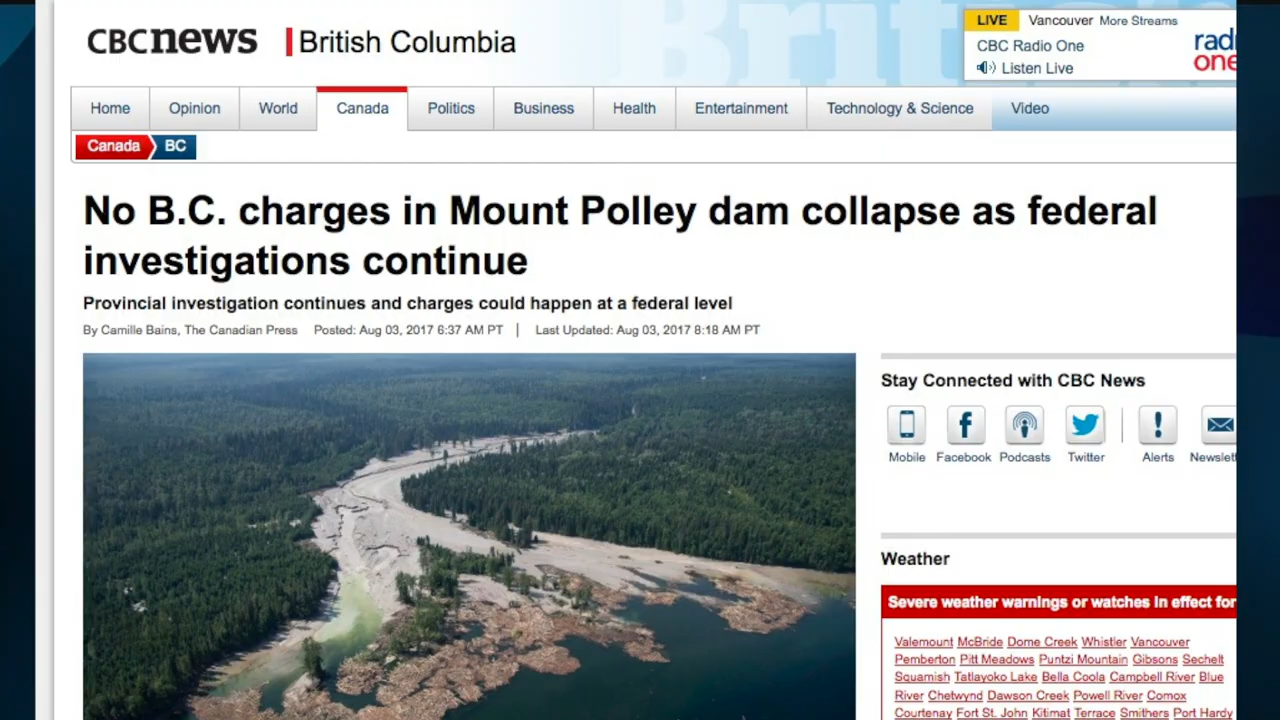 CBCnews British Columbia
LIVE Vancouver More Streams
CBC Radio One
Listen Live
Home Opinion World Canada Politics Business Health Entertainment Technology & Science Video
Canada BC
No B.C. charges in Mount Polley dam collapse as federal
investigations continue
Provincial investigation continues and charges could happen at a federal level
By Camille Bains, The Canadian Press Posted: Aug 03, 2017 6:37 AM PT | Last Updated: Aug 03, 2017 8:18 AM PT
Stay Connected with CBC News
Mobile Facebook Podcasts Twitter Alerts
Weather
Severe weather warnings or watches in effect for
Valemount McBride Dome Creek Whistler Vancouver
Pemberton Pitt Meadows Puntzi Mountain Gibsons Sechelt
Squamish Tatlayoko Lake Bella Coola Campbell River Blue
River Chetwynd Dawson Creek Powell River Comox
Courtenay Fort St. John Kitimat Terrace Smithers Port Hardy